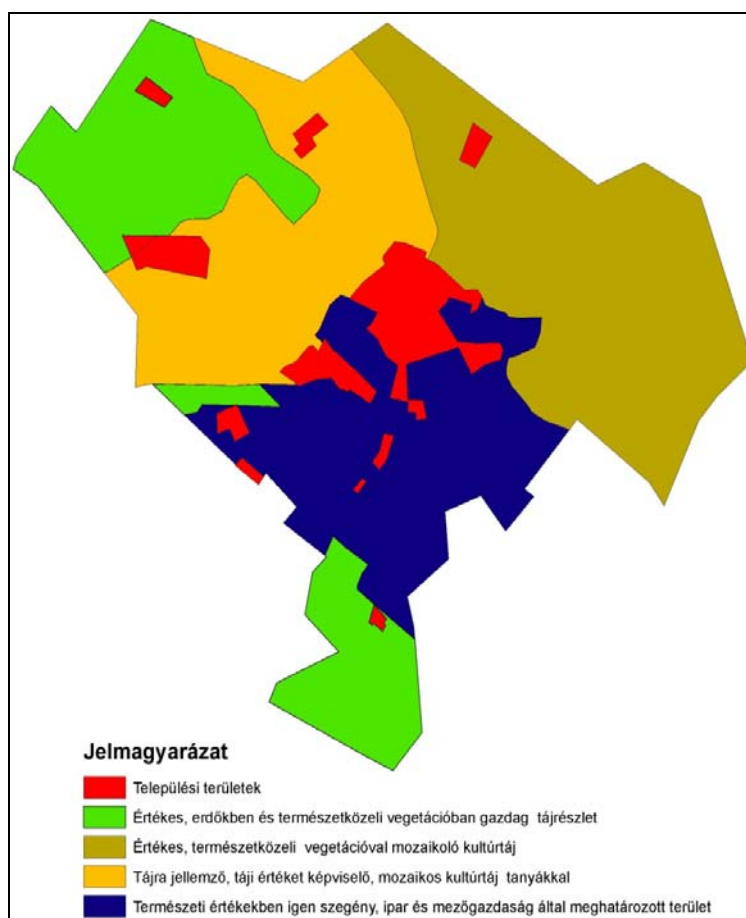 Jelmagyarázat
Települési területek
Értékes, erdőkben és természetközeli vegetációban gazdag tájrészlet
Értékes, természetközeli vegetációval mozaikoló kultúrtáj
Tájra jellemző, táji értéket képviselő, mozaikos kultúrtáj tanyákkal
Természeti értékekben igen szegény, ipar és mezőgazdaság által meghatározott terület